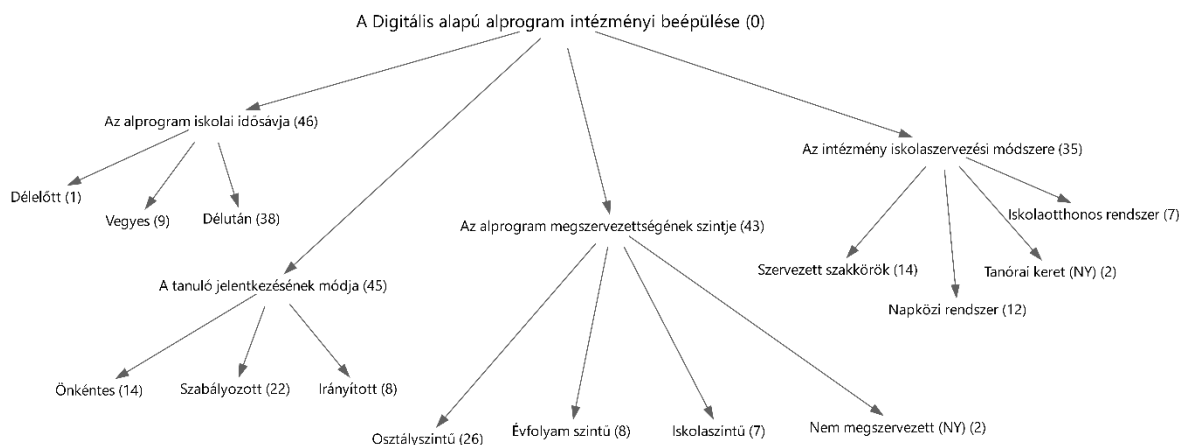 A Digitális alapú alprogram intézményi beépülése (0)
Az alprogram iskolai idősávja (46)
Délelőtt (1)
Vegyes (9)
Délután (38)
A tanuló jelentkezésének módja (45)
Önkéntes (14)
Szabályozott (22)
Irányított (8)
Az alprogram megszervezettségének szintje (43)
Osztályszintű (26)
Évfolyam szintű (8)
Iskolaszintű (7)
Nem megszervezett (NY) (2)
Az intézmény iskolaszervezési módszere (35)
Szervezett szakkörök (14)
Napközi rendszer (12)
Tanórai keret (NY) (2)
Iskolaotthonos rendszer (7)